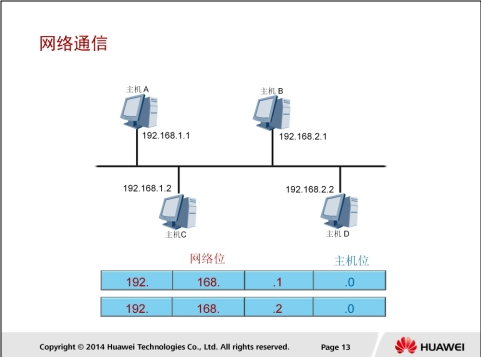 网络通信
主机 A
主机 B
192.168.1.1
192.168.2.1
192.168.1.2
192.168.2.2
主机C
主机 D
网络位 主机位
192. 168. .1 .0
192. 168. .2 .0
Copyright © 2014 Huawei Technologies Co., Ltd. All rights reserved. Page 13 HUAWEI